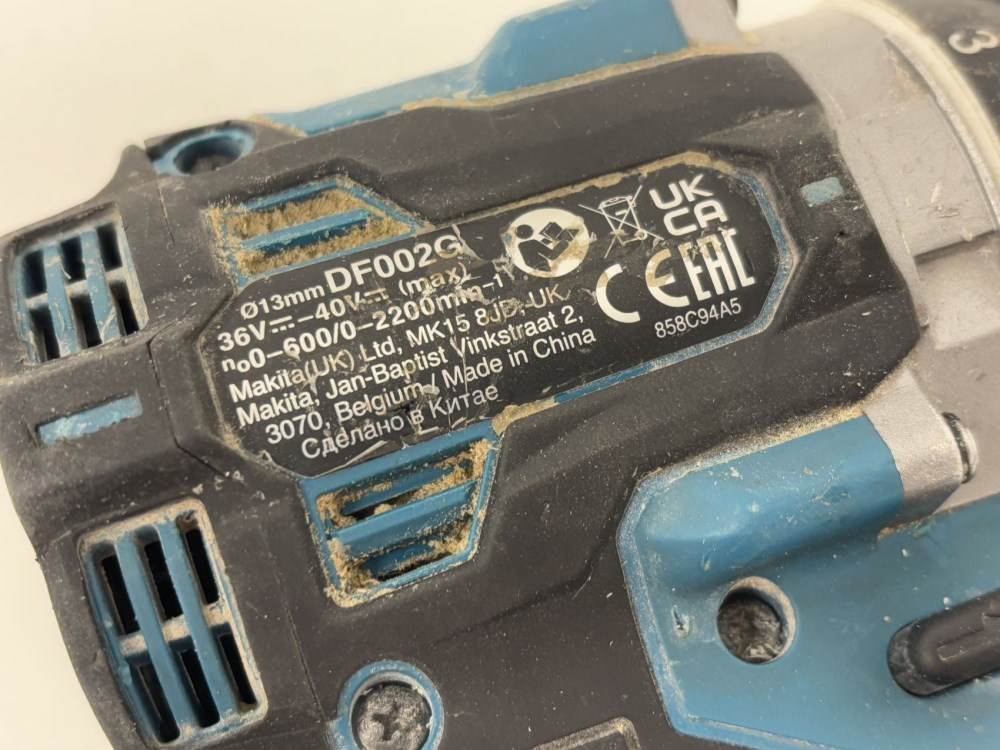 Ø13mm DF002G
36V⎓–40V⎓ (max)
n₀0–600/0–2200min-1
Makita(UK) Ltd, MK15 8JD, UK
Makita, Jan-Baptist Vinkstraat 2,
3070, Belgium / Made in China
Сделано в Китае
UK
CA
CE EAC
858C94A5
3